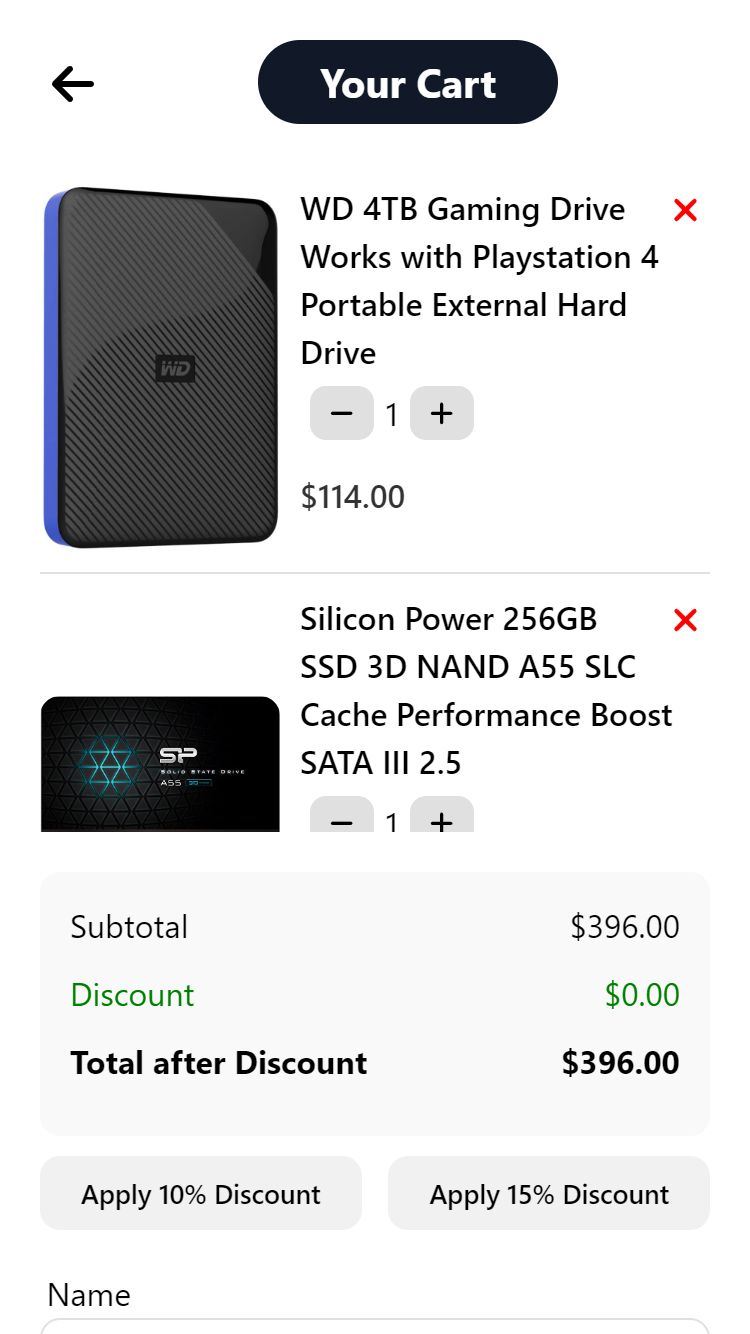 Your Cart
WD 4TB Gaming Drive
Works with Playstation 4
Portable External Hard
Drive
WD
− 1 +
$114.00
Silicon Power 256GB
SSD 3D NAND A55 SLC
Cache Performance Boost
SATA III 2.5
SP
SOLID STATE DRIVE
A55
− 1 +
Subtotal $396.00
Discount $0.00
Total after Discount $396.00
Apply 10% Discount Apply 15% Discount
Name